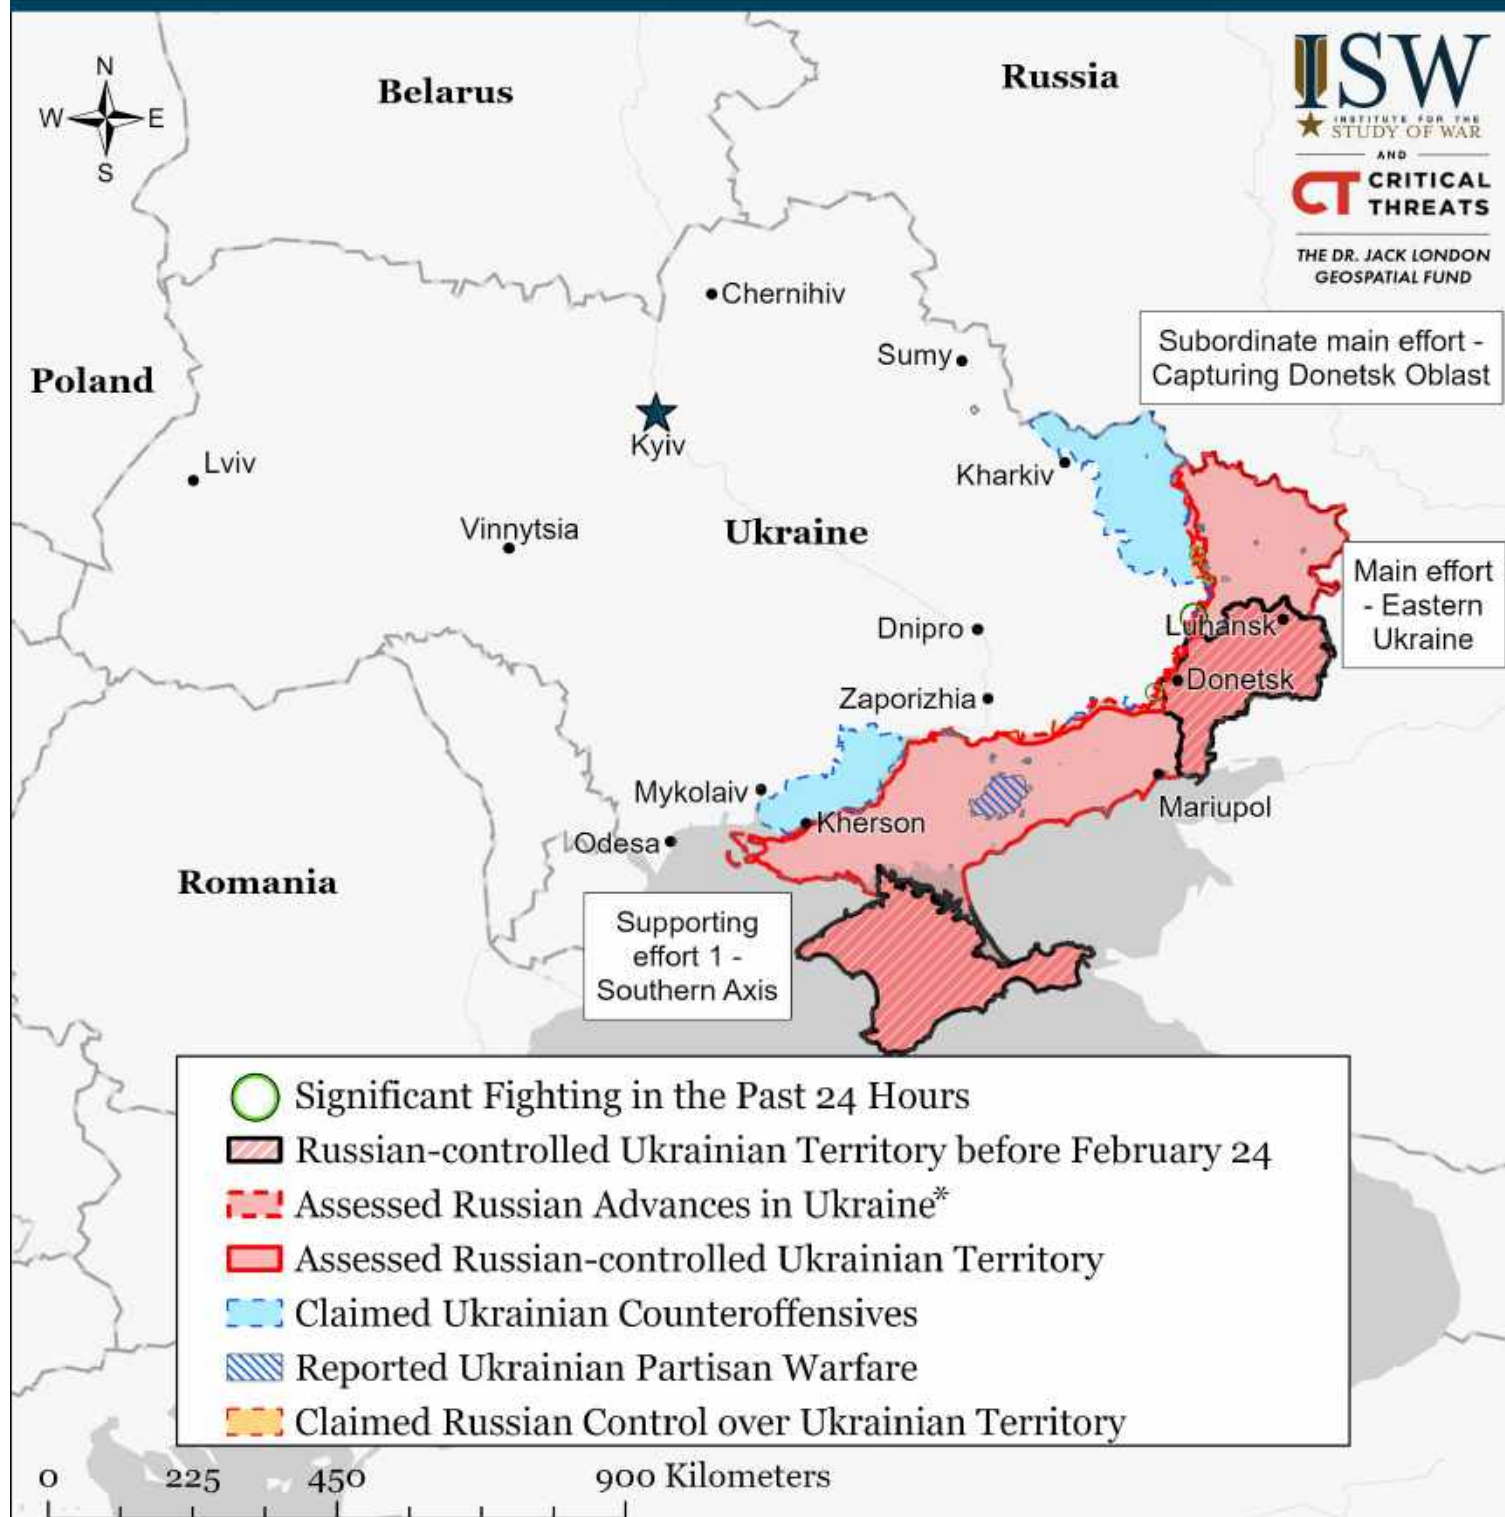 N
W E
S
Belarus
Russia
ISW
INSTITUTE FOR THE
STUDY OF WAR
AND
CT CRITICAL
THREATS
THE DR. JACK LONDON
GEOSPATIAL FUND
Chernihiv
Sumy
Subordinate main effort -
Capturing Donetsk Oblast
Poland
Kyiv
Lviv
Kharkiv
Vinnytsia
Ukraine
Main effort
- Eastern
Ukraine
Dnipro
Luhansk
Donetsk
Zaporizhia
Mykolaiv
Mariupol
Kherson
Odesa
Romania
Supporting
effort 1 -
Southern Axis
Significant Fighting in the Past 24 Hours
Russian-controlled Ukrainian Territory before February 24
Assessed Russian Advances in Ukraine*
Assessed Russian-controlled Ukrainian Territory
Claimed Ukrainian Counteroffensives
Reported Ukrainian Partisan Warfare
Claimed Russian Control over Ukrainian Territory
0 225 450 900 Kilometers